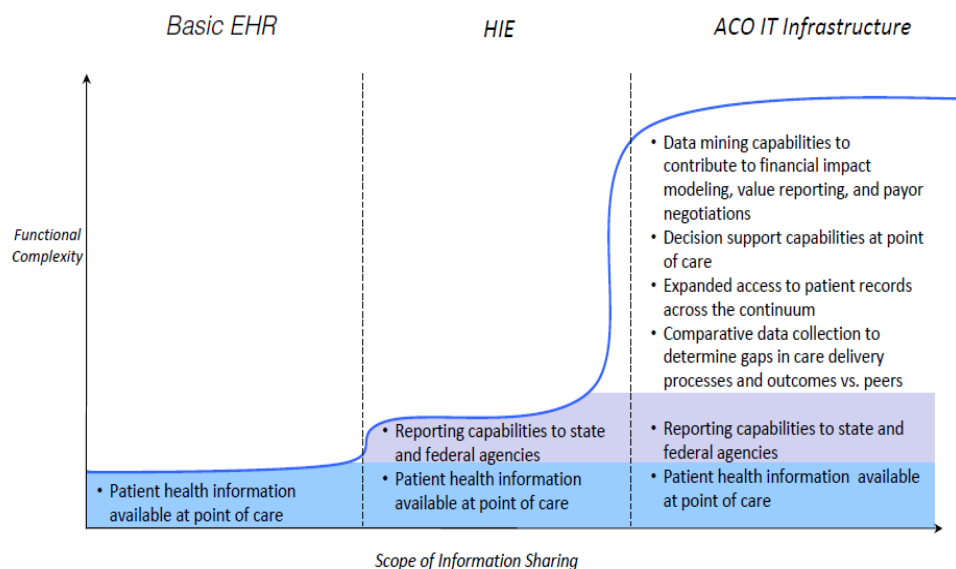 Basic EHR
HIE
ACO IT Infrastructure
Functional
Complexity
• Patient health information
available at point of care
• Reporting capabilities to state
and federal agencies
• Patient health information
available at point of care
• Data mining capabilities to
contribute to financial impact
modeling, value reporting, and payor
negotiations
• Decision support capabilities at point
of care
• Expanded access to patient records
across the continuum
• Comparative data collection to
determine gaps in care delivery
processes and outcomes vs. peers
• Reporting capabilities to state and
federal agencies
• Patient health information available
at point of care
Scope of Information Sharing